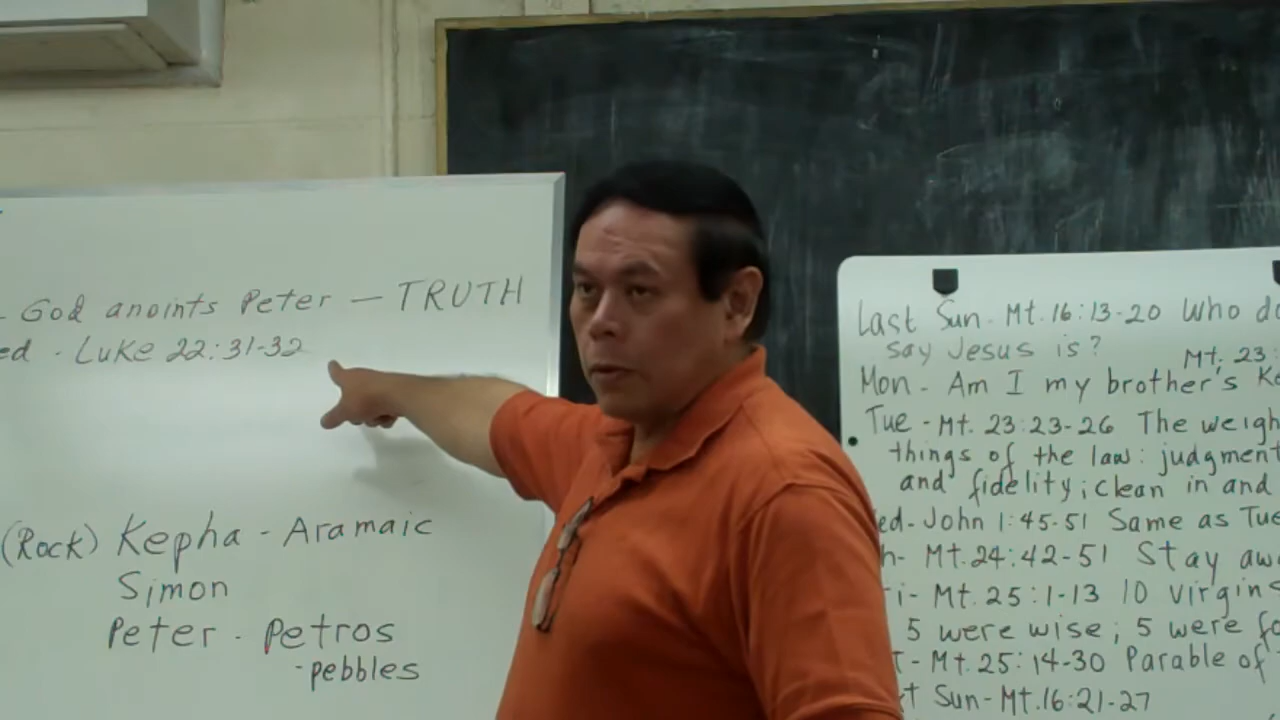 God anoints Peter — TRUTH
ed - Luke 22:31-32
(Rock) Kepha - Aramaic
Simon
Peter - Petros
-pebbles
Last Sun - Mt. 16:13-20 Who do
say Jesus is?
Mt. 23:
Mon - Am I my brother's Ke
Tue - Mt. 23:23-26 The weigh
things of the law: judgment
and fidelity; clean in and
ed - John 1:45-51 Same as Tue
h- Mt. 24:42-51 Stay awa
i- Mt. 25:1-13 10 virgins
5 were wise; 5 were fo
T - Mt. 25:14-30 Parable of
t Sun - Mt. 16:21-27